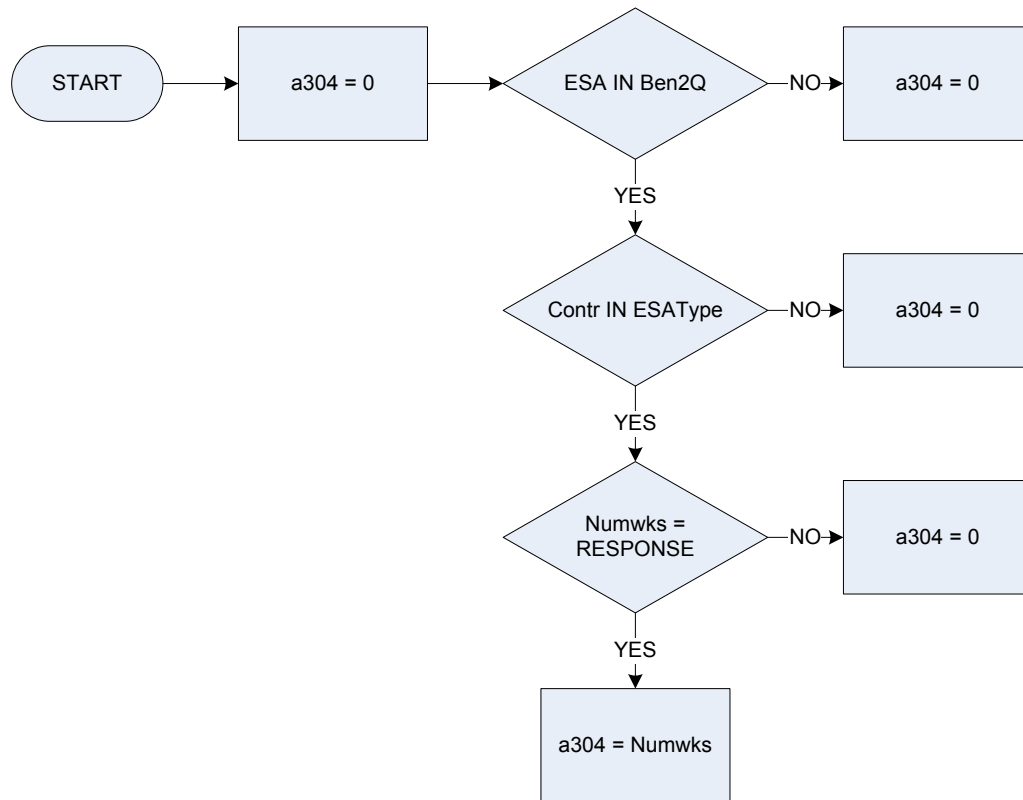 START
a304 = 0
ESA IN Ben2Q
NO
a304 = 0
YES
Contr IN ESAType
NO
a304 = 0
YES
Numwks =
RESPONSE
NO
a304 = 0
YES
a304 = Numwks